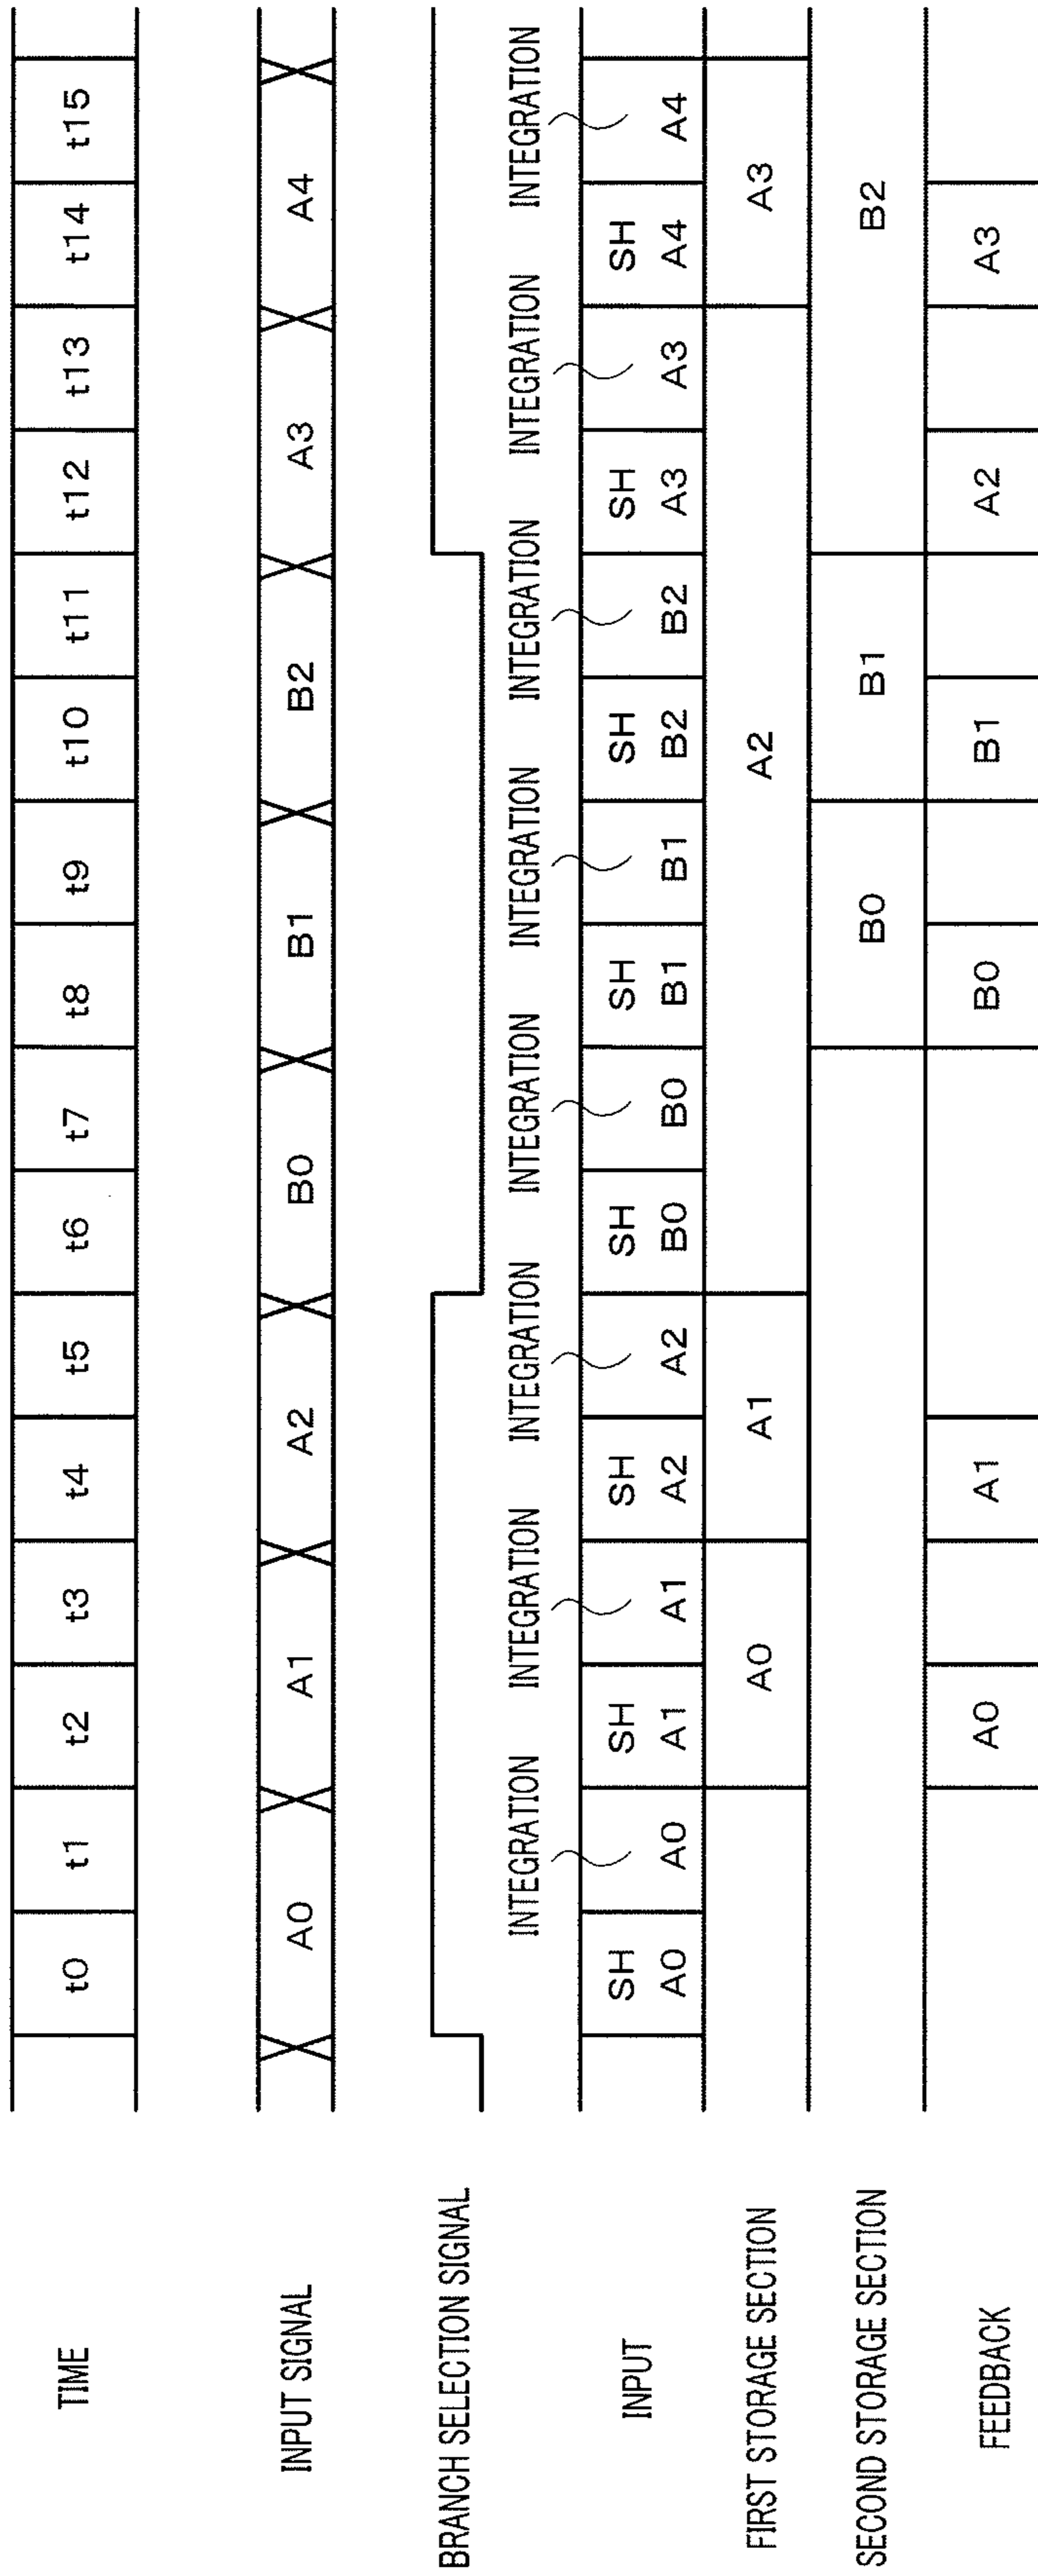 TIME t0 t1 t2 t3 t4 t5 t6 t7 t8 t9 t10 t11 t12 t13 t14 t15
INPUT SIGNAL A0 A1 A2 B0 B1 B2 A3 A4
BRANCH SELECTION SIGNAL
INTEGRATION INTEGRATION INTEGRATION INTEGRATION INTEGRATION INTEGRATION INTEGRATION INTEGRATION
SH SH SH SH SH SH SH SH
INPUT A0 A0 A1 A1 A2 A2 B0 B0 B1 B1 B2 B2 A3 A3 A4 A4
FIRST STORAGE SECTION A0 A1 A2 A3
SECOND STORAGE SECTION B0 B1 B2
FEEDBACK A0 A1 B0 B1 A2 A3